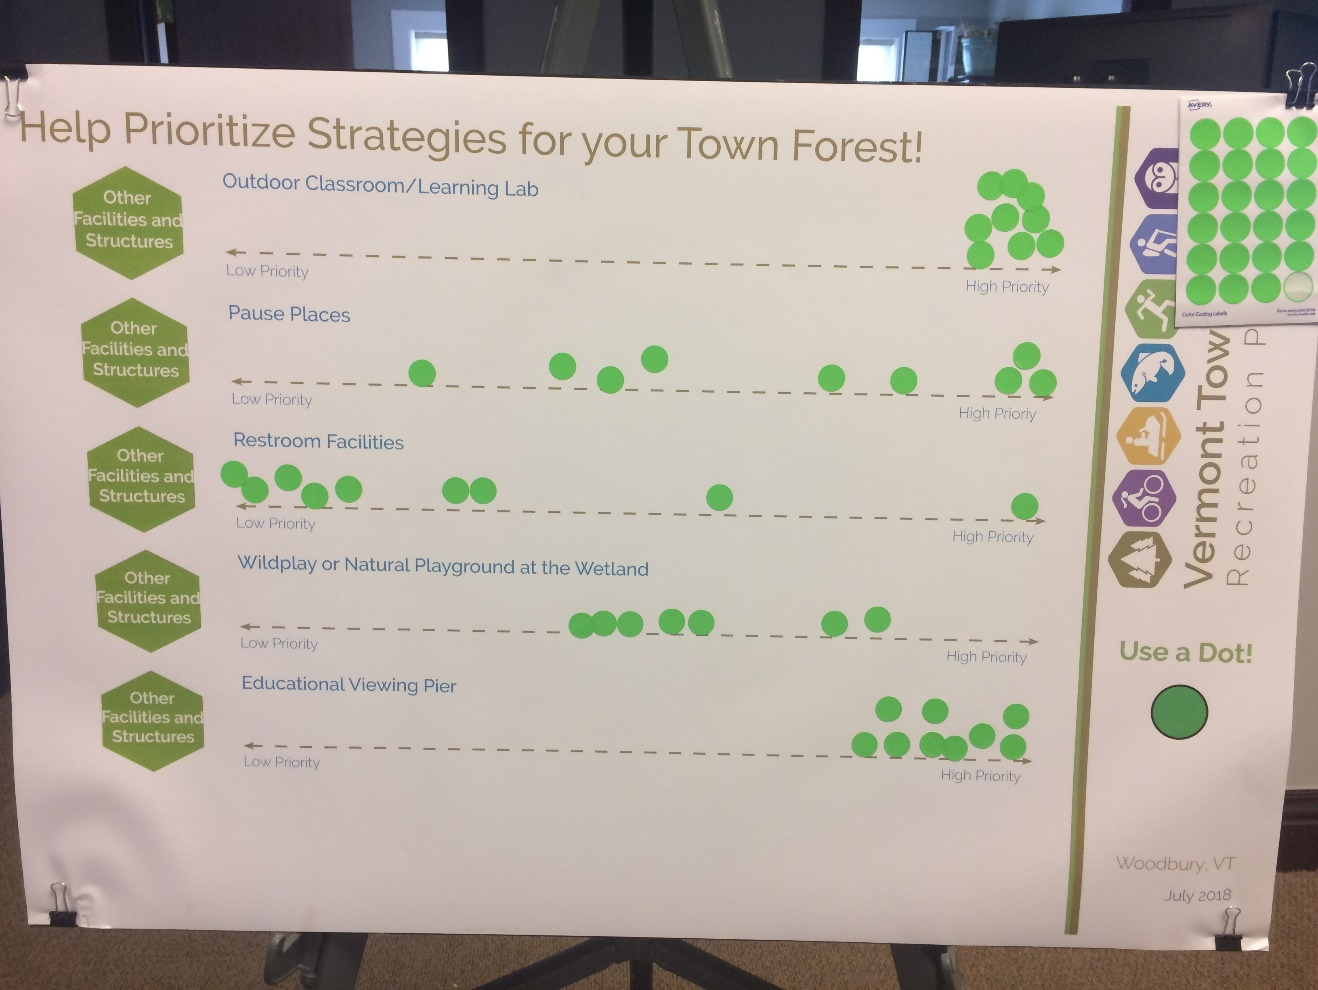 Help Prioritize Strategies for your Town Forest!
Other
Facilities and
Structures
Outdoor Classroom/Learning Lab
Low Priority
High Priority
Other
Facilities and
Structures
Pause Places
Low Priority
High Prioriy
Other
Facilities and
Structures
Restroom Facilities
Low Priority
High Priority
Other
Facilities and
Structures
Wildplay or Natural Playground at the Wetland
Low Priority
High Priority
Other
Facilities and
Structures
Educational Viewing Pier
Low Priority
High Priority
AVERY
Color Coding Labels
Vermont Tow
Recreation P
Use a Dot!
Woodbury, VT
July 2018